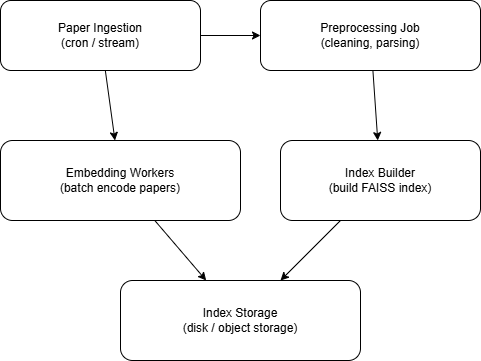 Paper Ingestion
(cron / stream)
Preprocessing Job
(cleaning, parsing)
Embedding Workers
(batch encode papers)
Index Builder
(build FAISS index)
Index Storage
(disk / object storage)